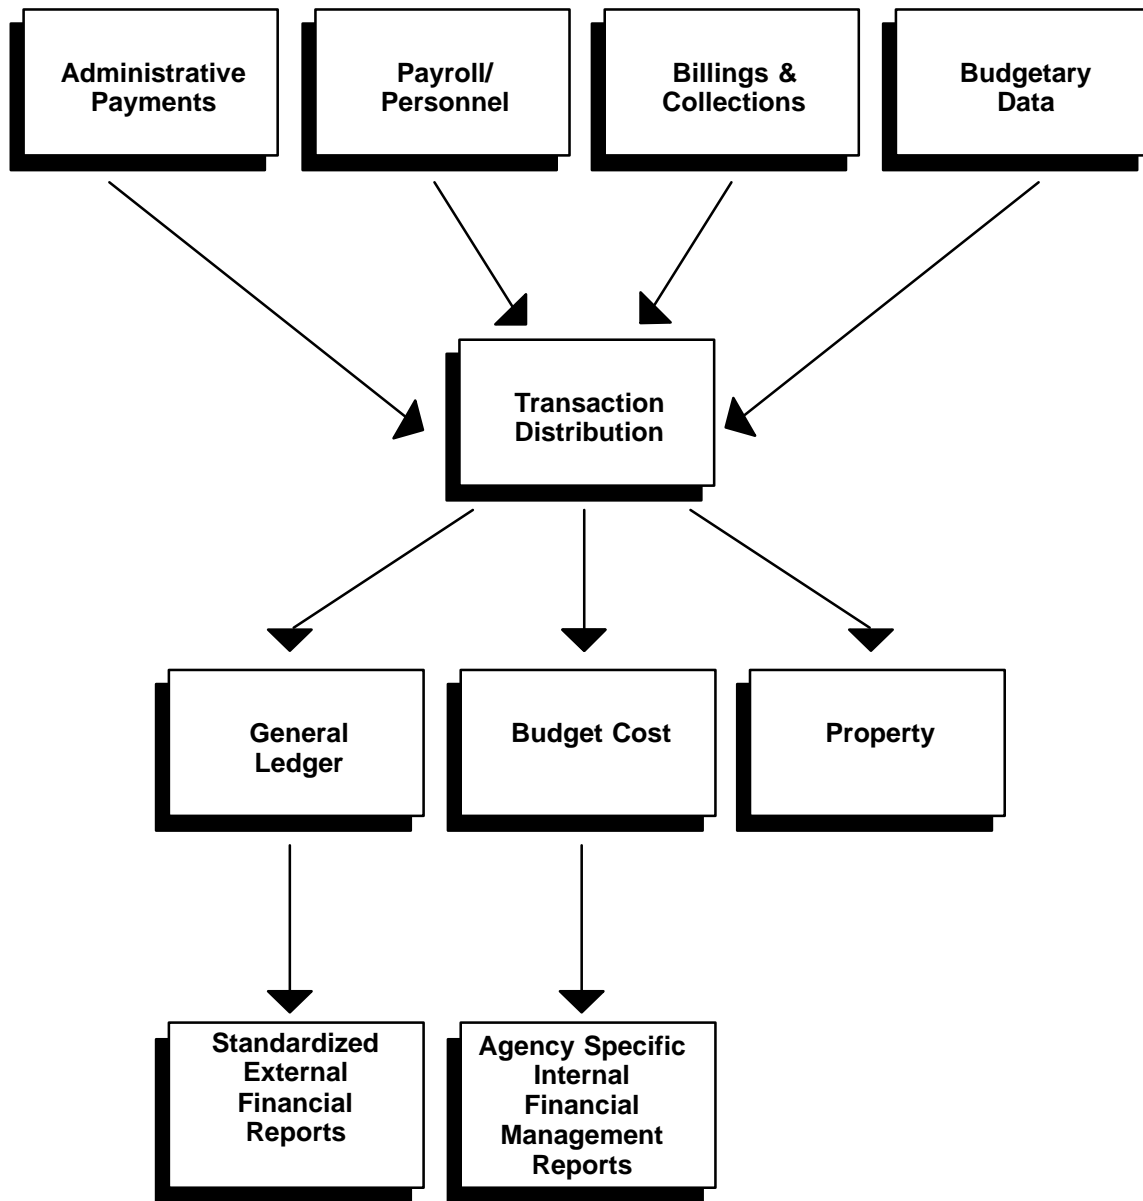 Administrative
Payments
Payroll/
Personnel
Billings &
Collections
Budgetary
Data
Transaction
Distribution
General
Ledger
Budget Cost
Property
Standardized
External
Financial
Reports
Agency Specific
Internal
Financial
Management
Reports